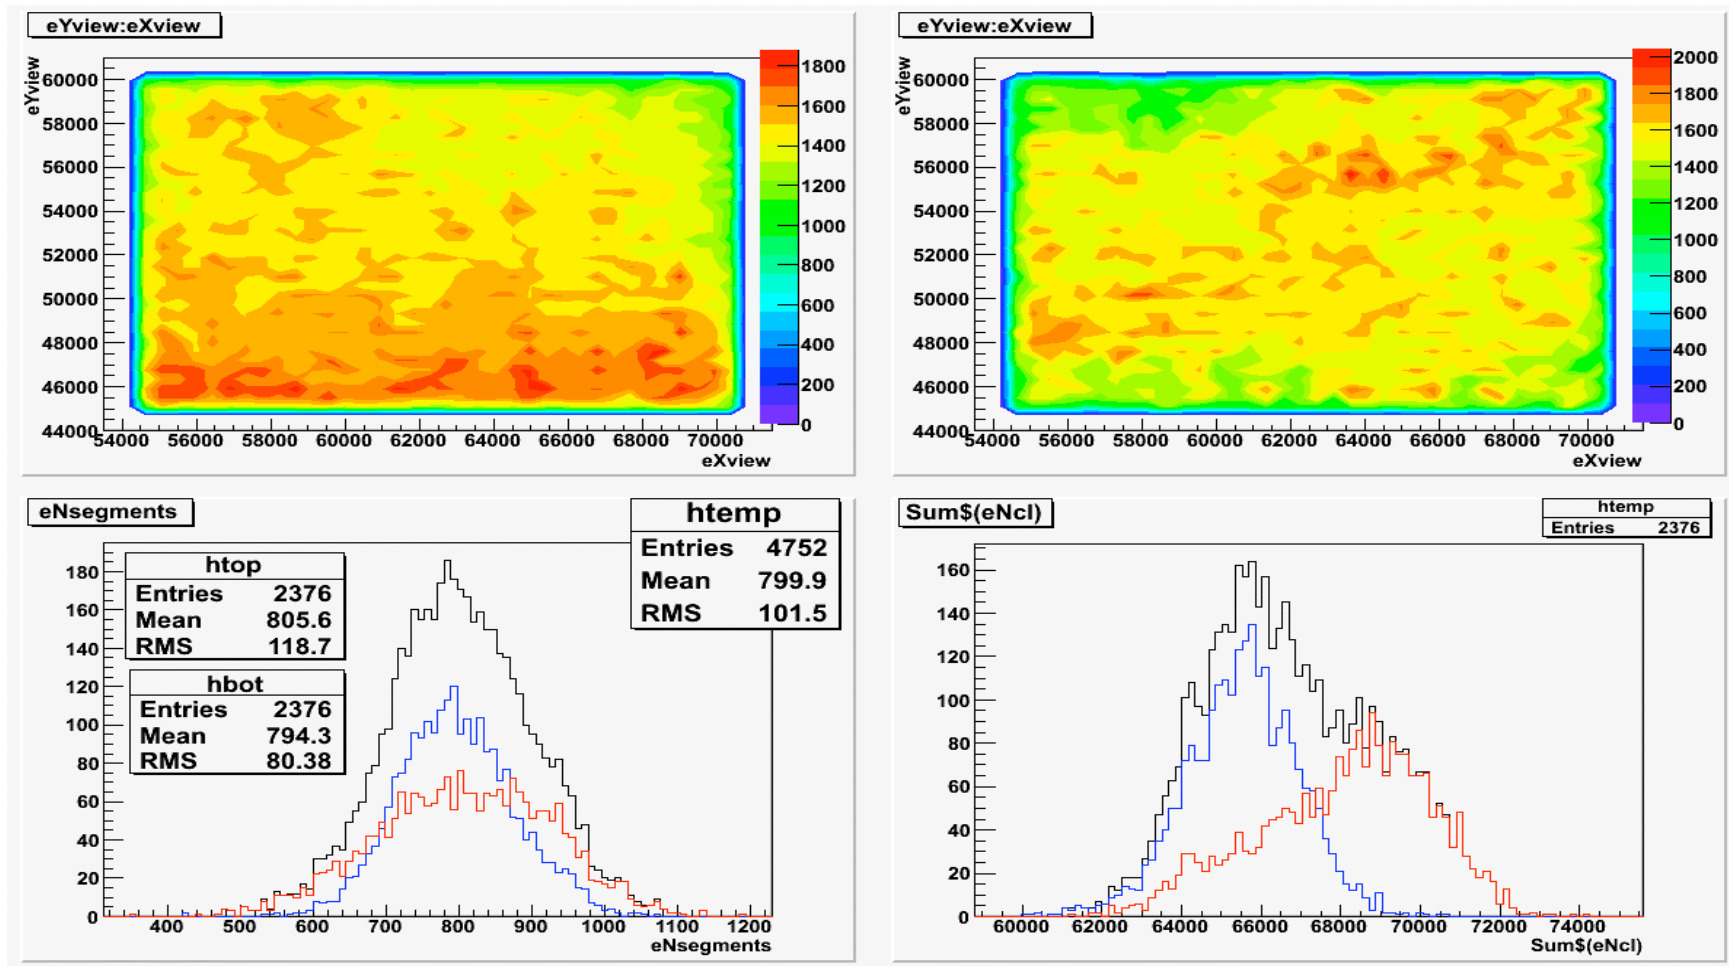 eYview:eXview
eYview
60000
58000
56000
54000
52000
50000
48000
46000
44000
54000 56000 58000 60000 62000 64000 66000 68000 70000
eXview
1800
1600
1400
1200
1000
800
600
400
200
0
eYview:eXview
eYview
60000
58000
56000
54000
52000
50000
48000
46000
44000
54000 56000 58000 60000 62000 64000 66000 68000 70000
eXview
2000
1800
1600
1400
1200
1000
800
600
400
200
0
eNsegments
htemp
Entries 4752
Mean 799.9
RMS 101.5
htop
Entries 2376
Mean 805.6
RMS 118.7
hbot
Entries 2376
Mean 794.3
RMS 80.38
180
160
140
120
100
80
60
40
20
0
400 500 600 700 800 900 1000 1100 1200
eNsegments
Sum$(eNcl)
htemp
Entries 2376
160
140
120
100
80
60
40
20
0
60000 62000 64000 66000 68000 70000 72000 74000
Sum$(eNcl)